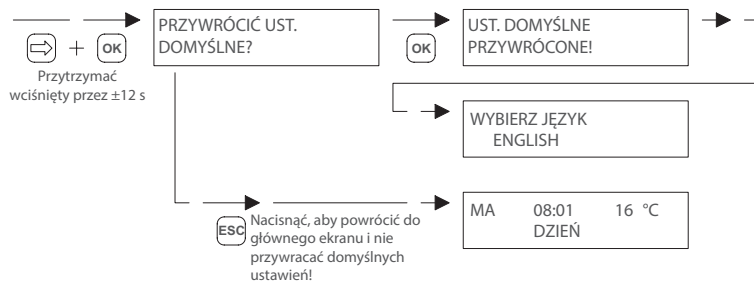 PRZYWRÓCIĆ UST.
DOMYŚLNE?
UST. DOMYŚLNE
PRZYWRÓCONE!
+ OK
OK
Przytrzymać
wciśnięty przez ±12 s
WYBIERZ JĘZYK
ENGLISH
MA 08:01 16 °C
DZIEŃ
ESC
Nacisnąć, aby powrócić do
głównego ekranu i nie
przywracać domyślnych
ustawień!